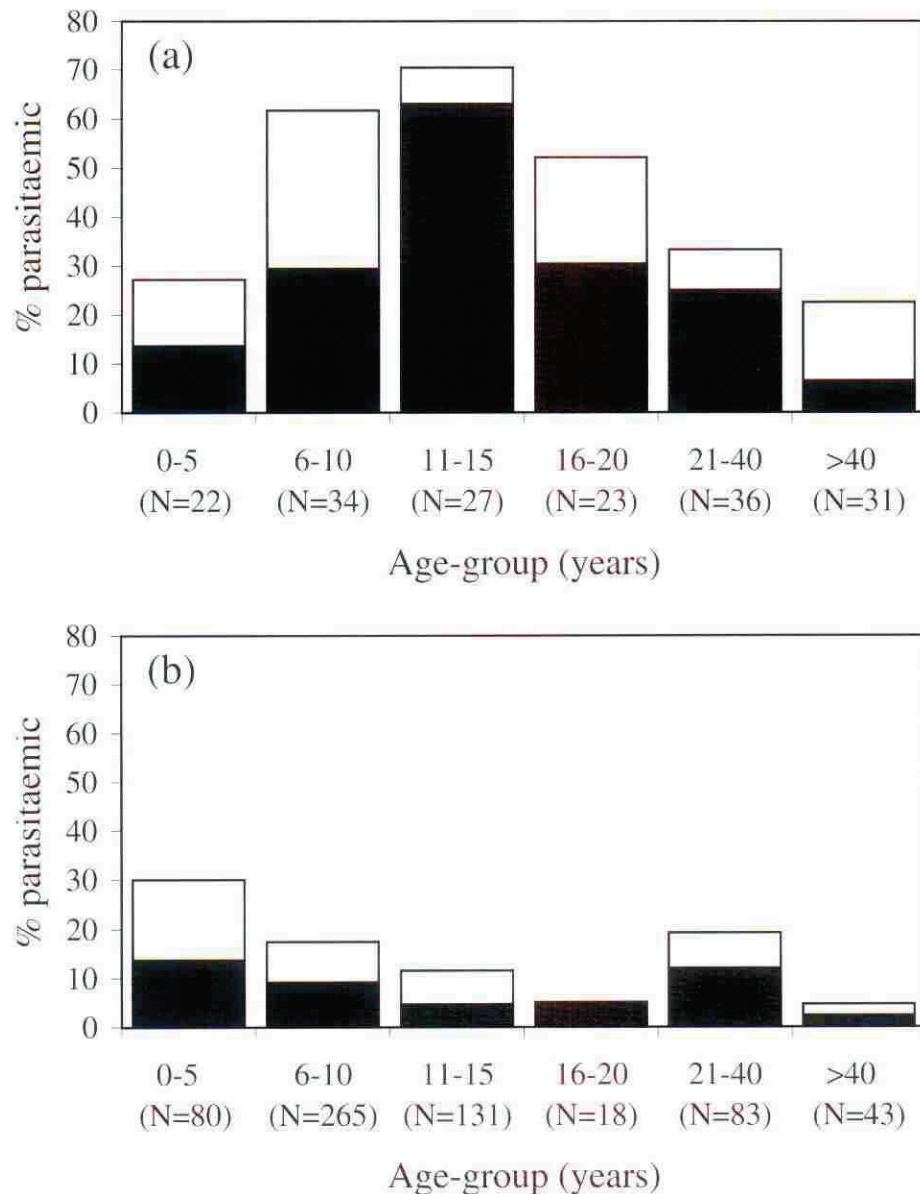 80
(a)
70
60
50
40
30
20
10
0
% parasitaemic
0-5 6-10 11-15 16-20 21-40 >40
(N=22) (N=34) (N=27) (N=23) (N=36) (N=31)
Age-group (years)
80
(b)
70
60
50
40
30
20
10
0
% parasitaemic
0-5 6-10 11-15 16-20 21-40 >40
(N=80) (N=265) (N=131) (N=18) (N=83) (N=43)
Age-group (years)